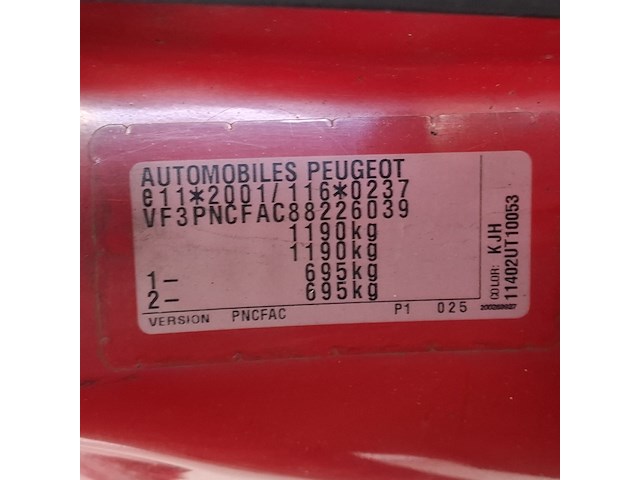 AUTOMOBILES PEUGEOT
e11*2001/116*0237
VF3PNCFAC88226039
1190kg
1190kg
1- 695kg
2- 695kg
VERSION PNCFAC P1 025
COLOR: KJH
11402UT10053